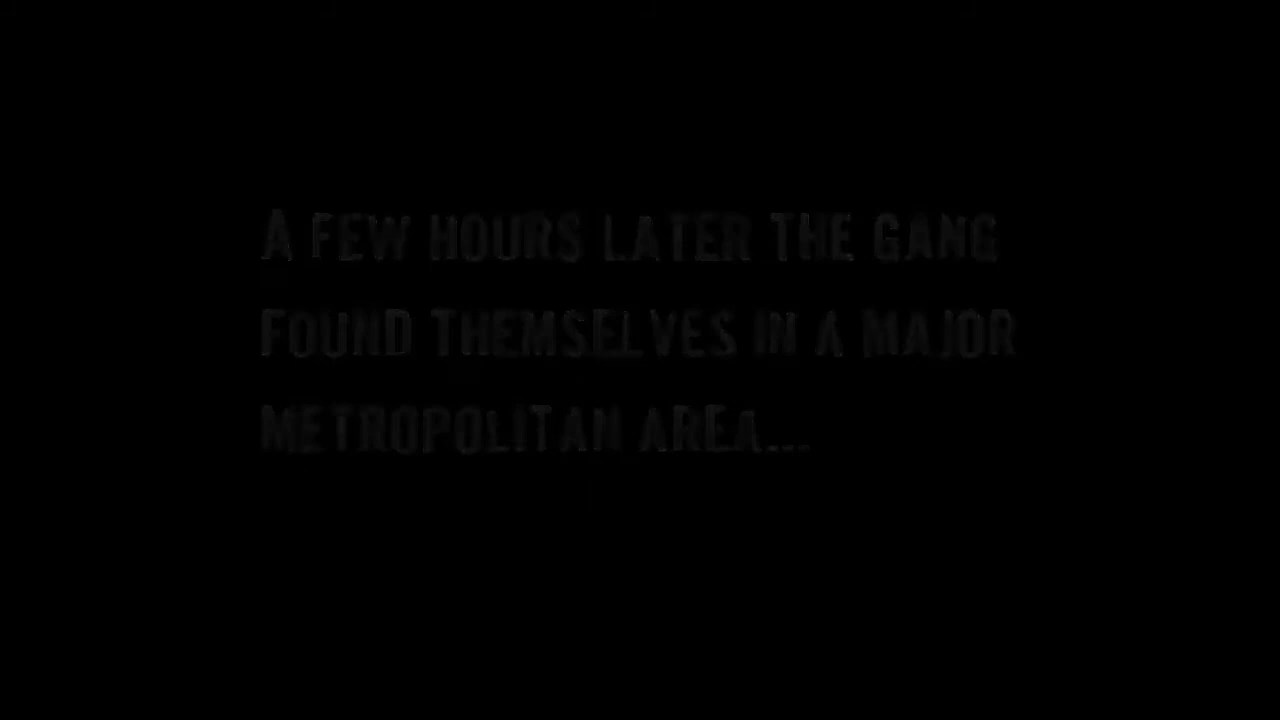 A FEW HOURS LATER THE GANG
FOUND THEMSELVES IN A MAJOR
METROPOLITAN AREA...